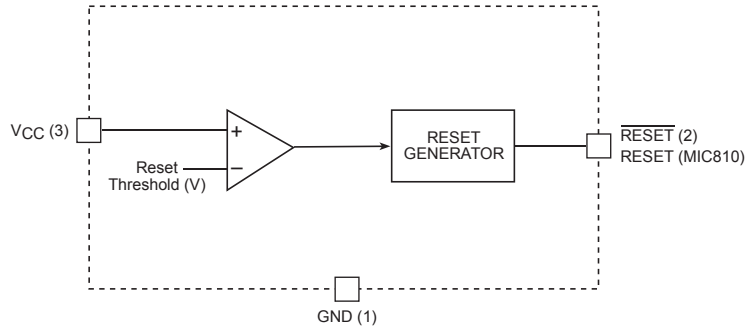 VCC (3)
+
–
Reset
Threshold (V)
RESET
GENERATOR
RESET (2)
RESET (MIC810)
GND (1)